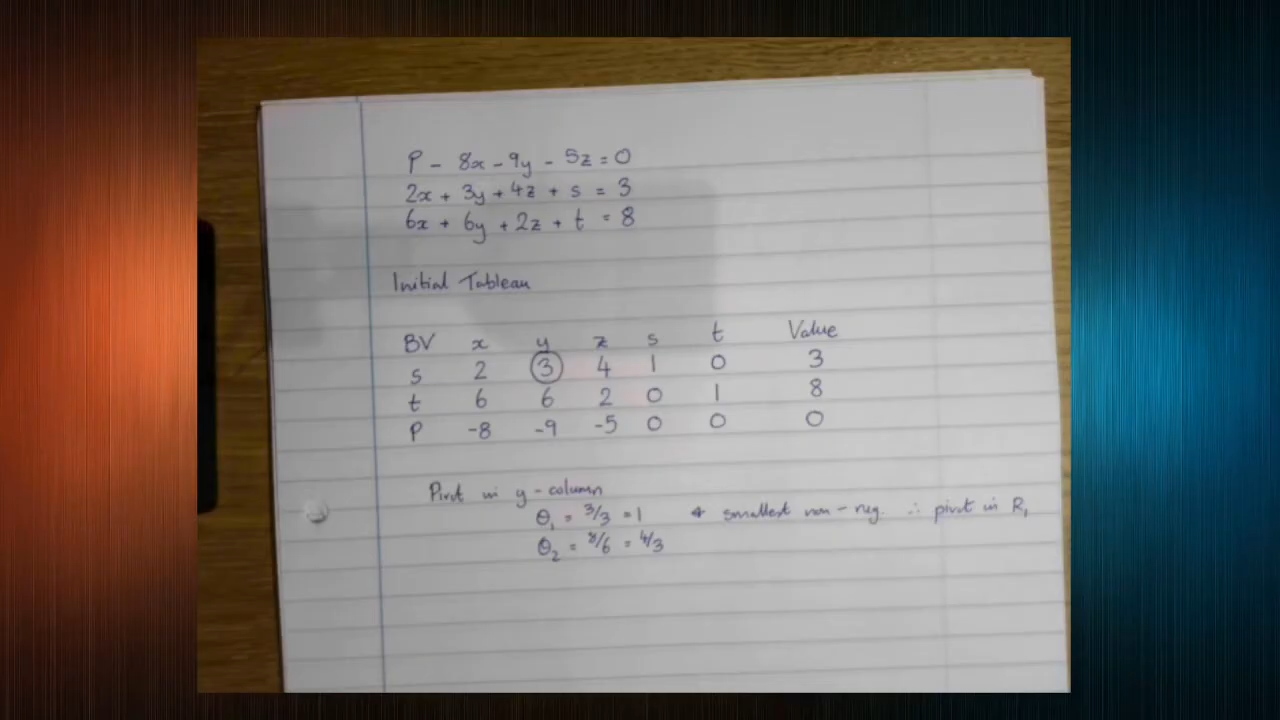 P - 8x - 9y - 5z = 0
2x + 3y + 4z + s = 3
6x + 6y + 2z + t = 8
Initial Tableau
BV x y z s t Value
s 2 3 4 1 0 3
t 6 6 2 0 1 8
P -8 -9 -5 0 0 0
Pivot in y-column
θ₁ = 3/3 = 1 ← smallest non-neg. ∴ pivot in R₁
θ₂ = 8/6 = 4/3